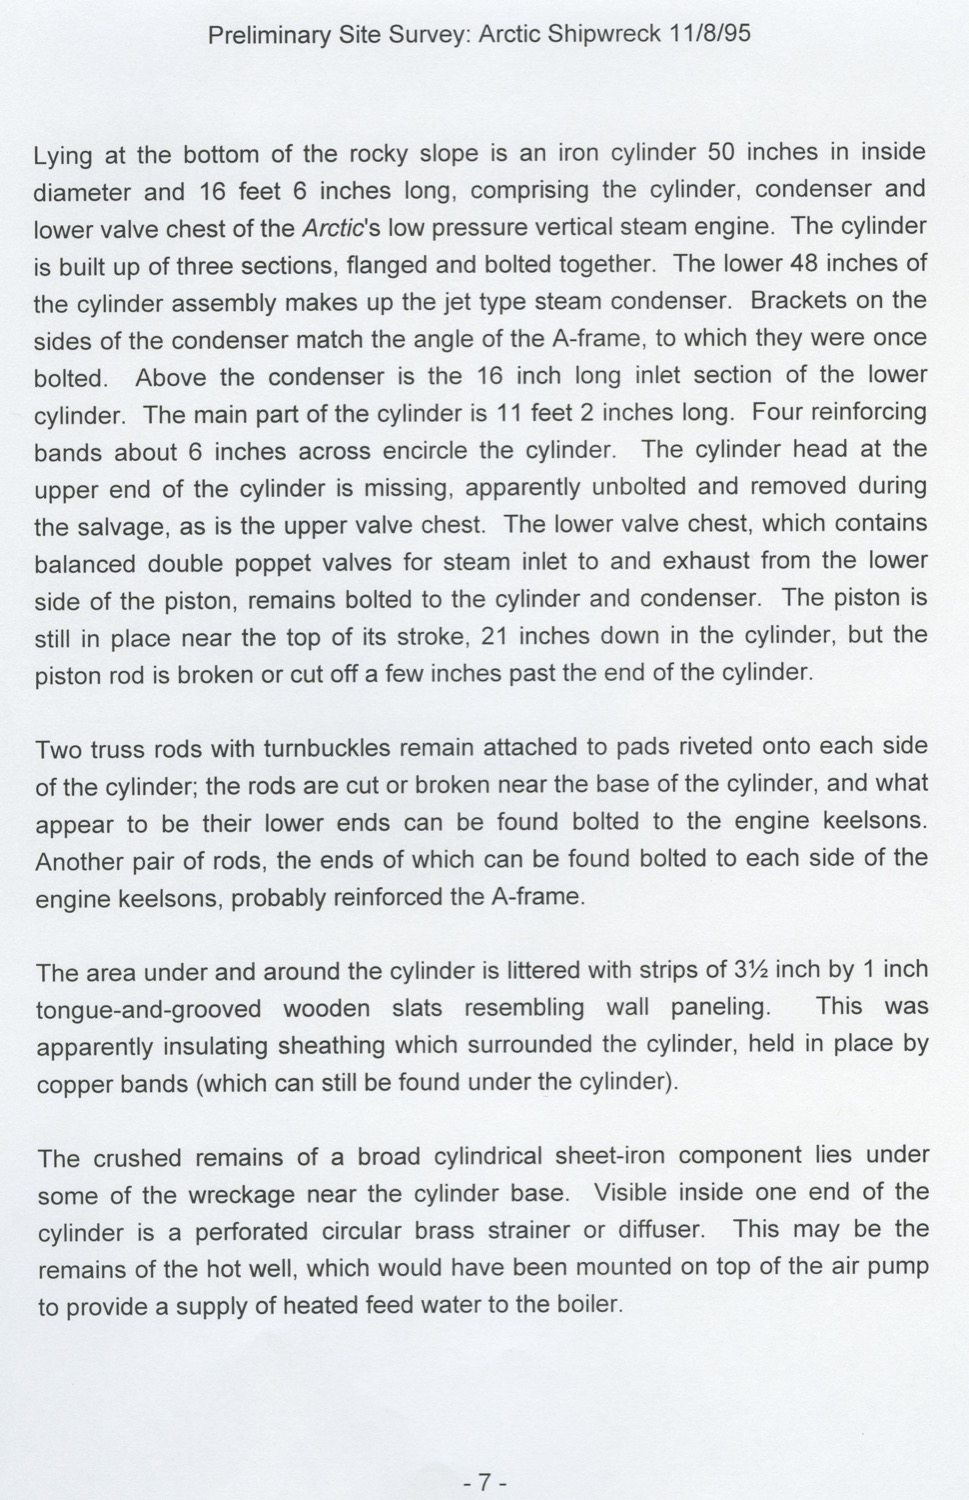 Preliminary Site Survey: Arctic Shipwreck 11/8/95
Lying at the bottom of the rocky slope is an iron cylinder 50 inches in inside
diameter and 16 feet 6 inches long, comprising the cylinder, condenser and
lower valve chest of the Arctic's low pressure vertical steam engine. The cylinder
is built up of three sections, flanged and bolted together. The lower 48 inches of
the cylinder assembly makes up the jet type steam condenser. Brackets on the
sides of the condenser match the angle of the A-frame, to which they were once
bolted. Above the condenser is the 16 inch long inlet section of the lower
cylinder. The main part of the cylinder is 11 feet 2 inches long. Four reinforcing
bands about 6 inches across encircle the cylinder. The cylinder head at the
upper end of the cylinder is missing, apparently unbolted and removed during
the salvage, as is the upper valve chest. The lower valve chest, which contains
balanced double poppet valves for steam inlet to and exhaust from the lower
side of the piston, remains bolted to the cylinder and condenser. The piston is
still in place near the top of its stroke, 21 inches down in the cylinder, but the
piston rod is broken or cut off a few inches past the end of the cylinder.
Two truss rods with turnbuckles remain attached to pads riveted onto each side
of the cylinder; the rods are cut or broken near the base of the cylinder, and what
appear to be their lower ends can be found bolted to the engine keelsons.
Another pair of rods, the ends of which can be found bolted to each side of the
engine keelsons, probably reinforced the A-frame.
The area under and around the cylinder is littered with strips of 3½ inch by 1 inch
tongue-and-grooved wooden slats resembling wall paneling. This was
apparently insulating sheathing which surrounded the cylinder, held in place by
copper bands (which can still be found under the cylinder).
The crushed remains of a broad cylindrical sheet-iron component lies under
some of the wreckage near the cylinder base. Visible inside one end of the
cylinder is a perforated circular brass strainer or diffuser. This may be the
remains of the hot well, which would have been mounted on top of the air pump
to provide a supply of heated feed water to the boiler.
- 7 -